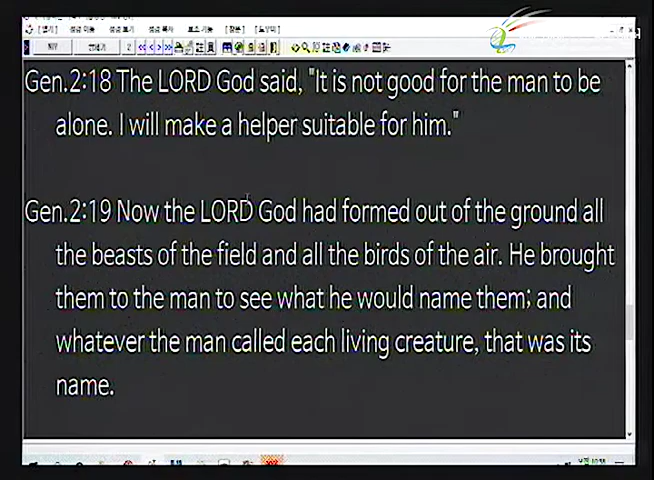 NIV
2
Gen.2:18 The LORD God said, "It is not good for the man to be
alone. I will make a helper suitable for him."
Gen.2:19 Now the LORD God had formed out of the ground all
the beasts of the field and all the birds of the air. He brought
them to the man to see what he would name them; and
whatever the man called each living creature, that was its
name.